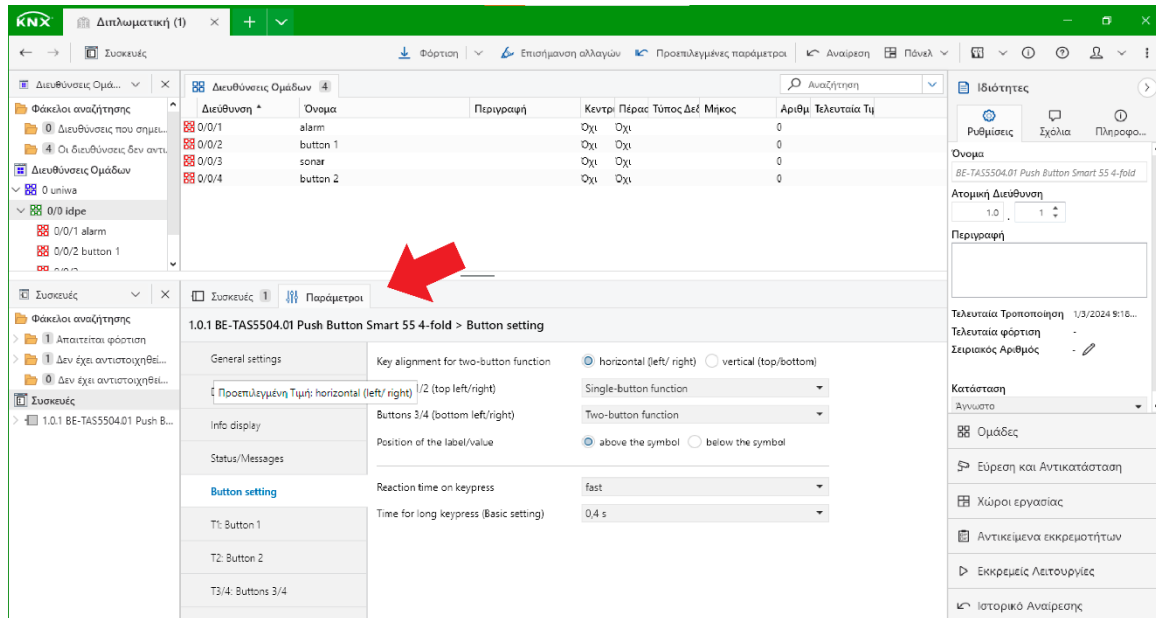 KNX Διπλωματική (1)
Συσκευές Φόρτιση Επισήμανση αλλαγών Προεπιλεγμένες παράμετροι Αναίρεση Πάνελ
Διευθύνσεις Ομά...
Φάκελοι αναζήτησης
0 Διευθύνσεις που σημει...
4 Οι διευθύνσεις δεν αντι
Διευθύνσεις Ομάδων
0 uniwa
0/0 idpe
0/0/1 alarm
0/0/2 button 1
Διευθύνσεις Ομάδων 4 Αναζήτηση
Διεύθυνση Όνομα Περιγραφή Κεντρι Πέρας Τύπος Δεδ Μήκος Αριθμ Τελευταία Τιμ
0/0/1 alarm Όχι Όχι 0
0/0/2 button 1 Όχι Όχι 0
0/0/3 sonar Όχι Όχι 0
0/0/4 button 2 Όχι Όχι 0
Συσκευές
Φάκελοι αναζήτησης
1 Απαιτείται φόρτιση
1 Δεν έχει αντιστοιχηθεί...
0 Δεν έχει αντιστοιχηθεί...
Συσκευές
1.0.1 BE-TAS5504.01 Push B...
Συσκευές 1 Παράμετροι
1.0.1 BE-TAS5504.01 Push Button Smart 55 4-fold > Button setting
General settings
Προεπιλεγμένη Τιμή: horizontal (left/ right)
Info display
Status/Messages
Button setting
T1: Button 1
T2: Button 2
T3/4: Buttons 3/4
Key alignment for two-button function horizontal (left/ right) vertical (top/bottom)
1/2 (top left/right) Single-button function
Buttons 3/4 (bottom left/right) Two-button function
Position of the label/value above the symbol below the symbol
Reaction time on keypress fast
Time for long keypress (Basic setting) 0,4 s
Ιδιότητες
Ρυθμίσεις Σχόλια Πληροφο...
Όνομα
BE-TAS5504.01 Push Button Smart 55 4-fold
Ατομική Διεύθυνση
1.0 . 1
Περιγραφή
Τελευταία Τροποποίηση 1/3/2024 9:18...
Τελευταία φόρτιση -
Σειριακός Αριθμός -
Κατάσταση
Άγνωστο
Ομάδες
Εύρεση και Αντικατάσταση
Χώροι εργασίας
Αντικείμενα εκκρεμοτήτων
Εκκρεμείς Λειτουργίες
Ιστορικό Αναίρεσης